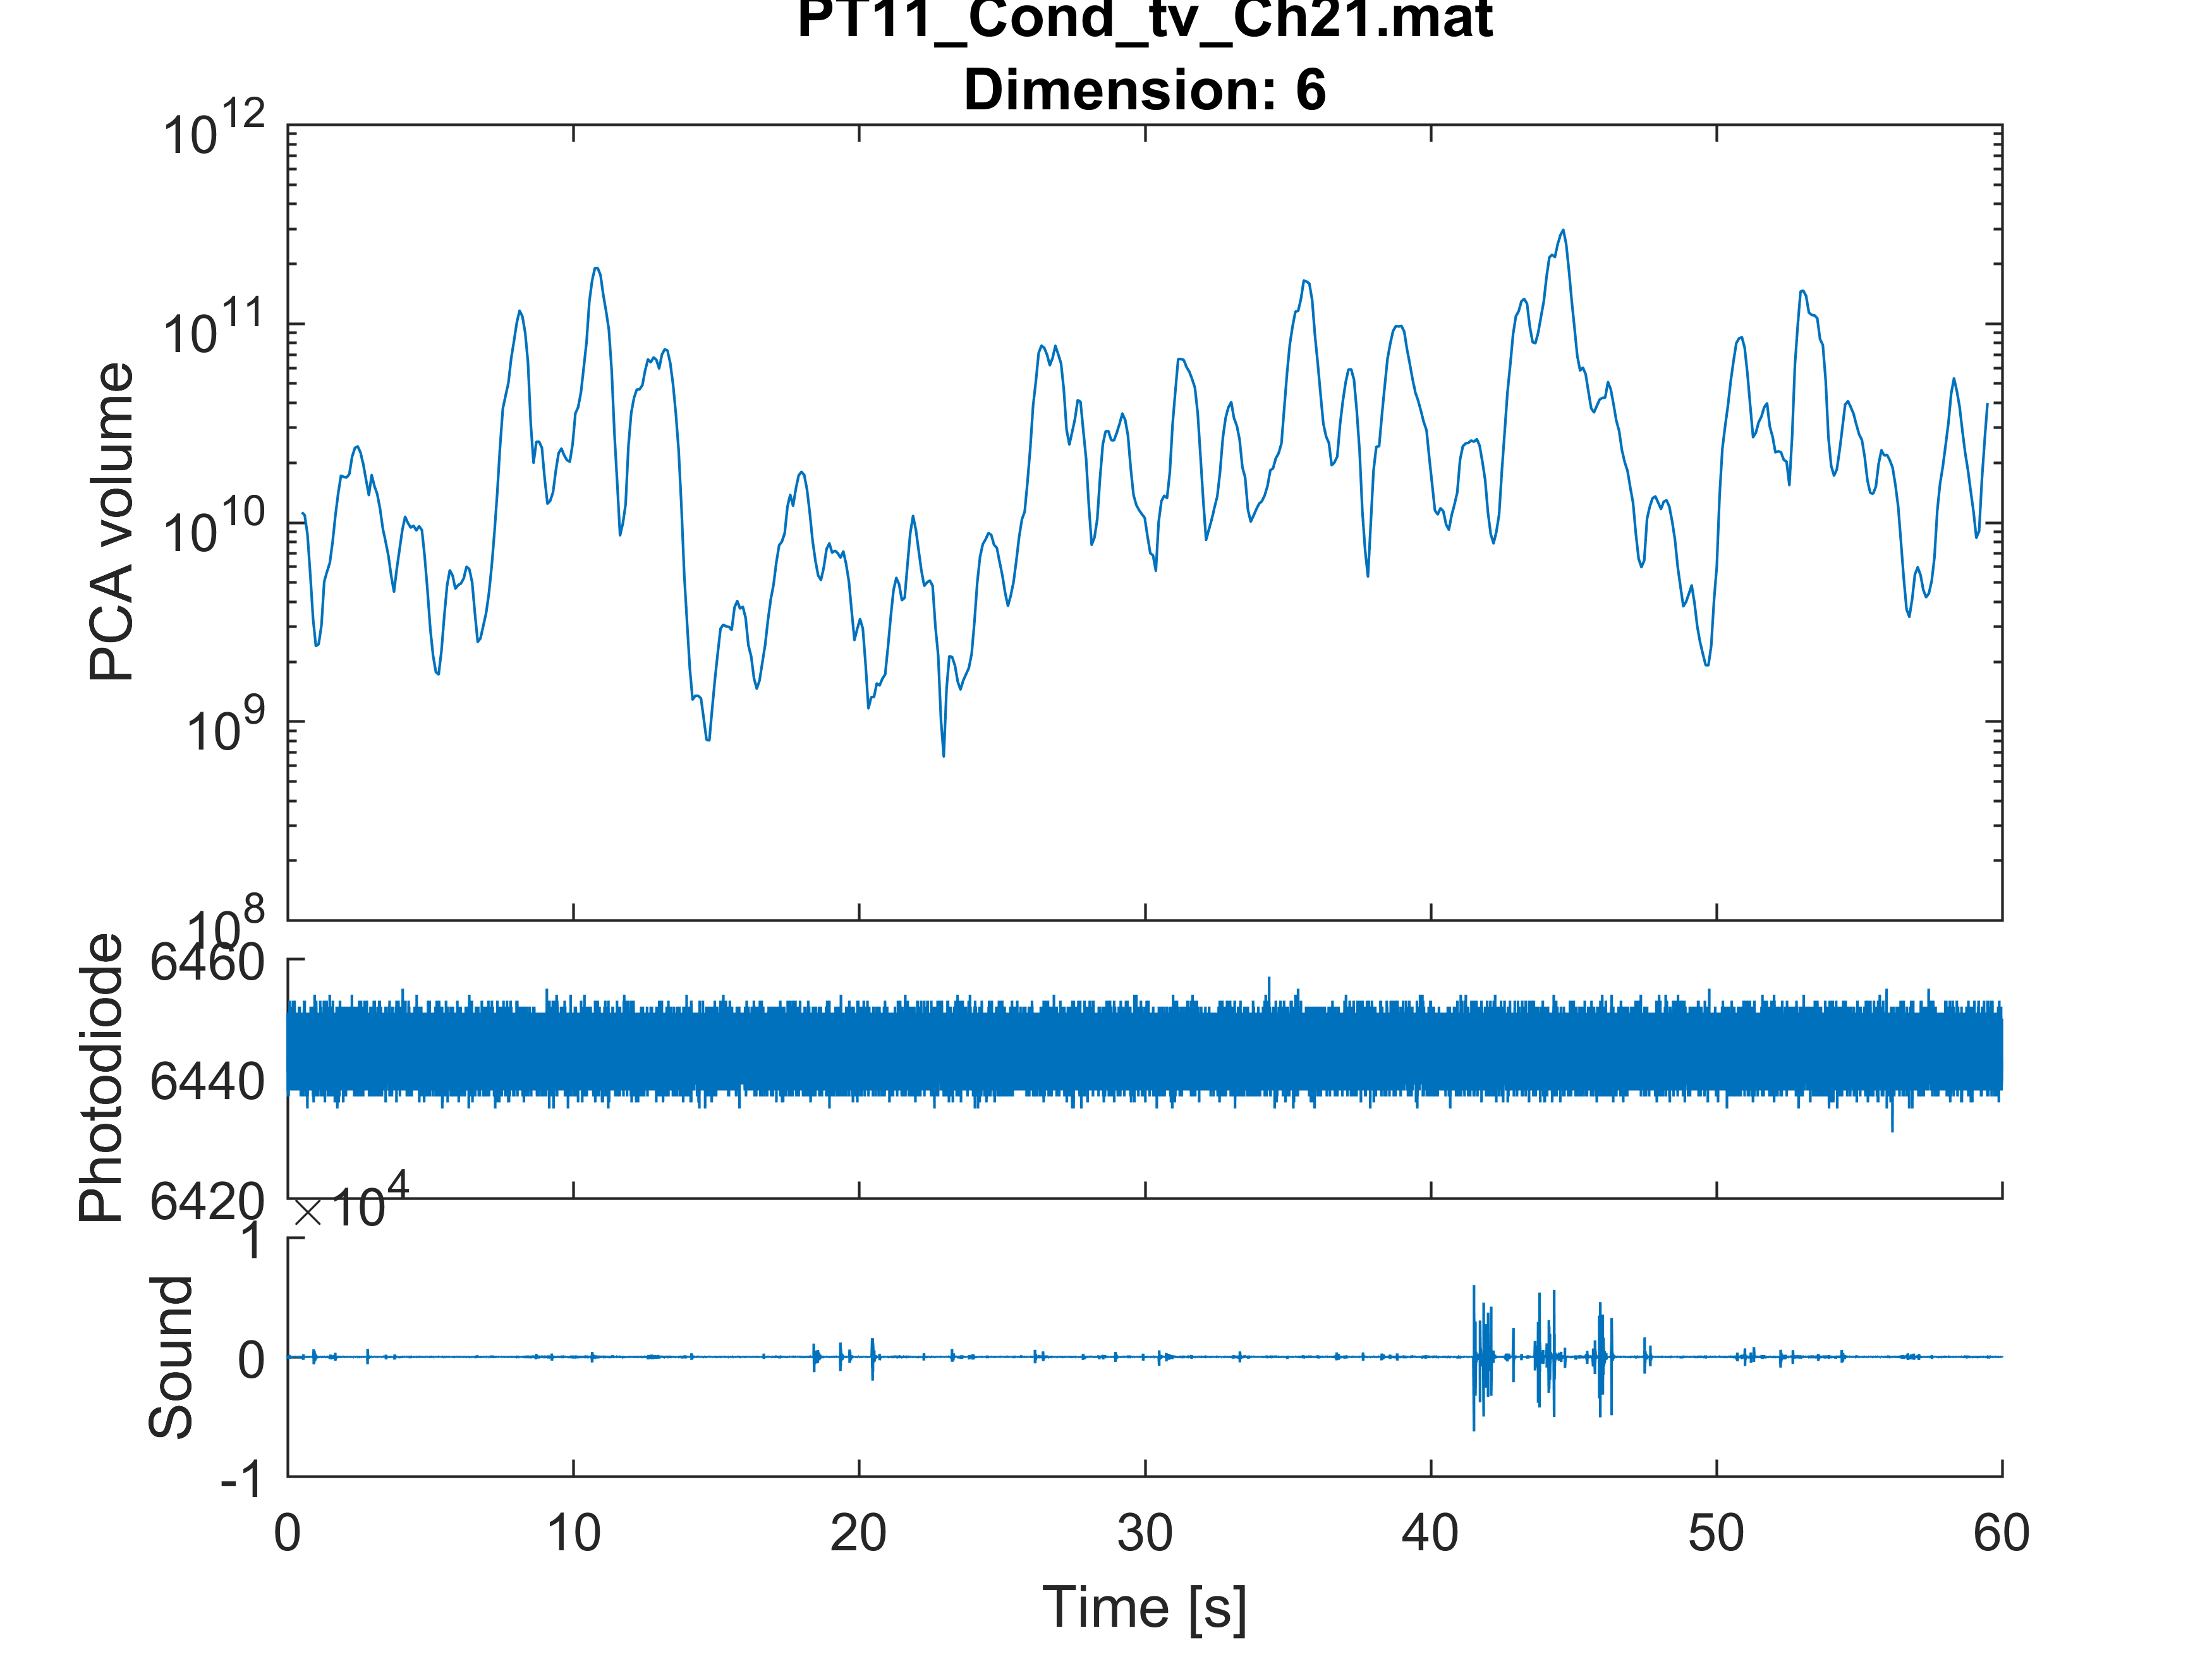 PT11_Cond_tv_Ch21.mat
Dimension: 6
10^12
10^11
10^10
10^9
10^8
PCA volume
6460
6440
6420
Photodiode
×10^4
1
0
-1
Sound
0 10 20 30 40 50 60
Time [s]